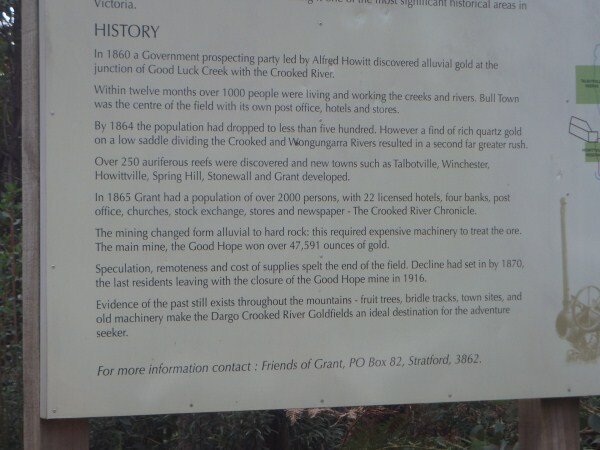 one of the most significant historical areas in
Victoria.
HISTORY
In 1860 a Government prospecting party led by Alfred Howitt discovered alluvial gold at the
junction of Good Luck Creek with the Crooked River.
Within twelve months over 1000 people were living and working the creeks and rivers. Bull Town
was the centre of the field with its own post office, hotels and stores.
By 1864 the population had dropped to less than five hundred. However a find of rich quartz gold
on a low saddle dividing the Crooked and Wongungarra Rivers resulted in a second far greater rush.
Over 250 auriferous reefs were discovered and new towns such as Talbotville, Winchester,
Howittville, Spring Hill, Stonewall and Grant developed.
In 1865 Grant had a population of over 2000 persons, with 22 licensed hotels, four banks, post
office, churches, stock exchange, stores and newspaper - The Crooked River Chronicle.
The mining changed form alluvial to hard rock: this required expensive machinery to treat the ore.
The main mine, the Good Hope won over 47,591 ounces of gold.
Speculation, remoteness and cost of supplies spelt the end of the field. Decline had set in by 1870,
the last residents leaving with the closure of the Good Hope mine in 1916.
Evidence of the past still exists throughout the mountains - fruit trees, bridle tracks, town sites, and
old machinery make the Dargo Crooked River Goldfields an ideal destination for the adventure
seeker.
For more information contact : Friends of Grant, PO Box 82, Stratford, 3862.